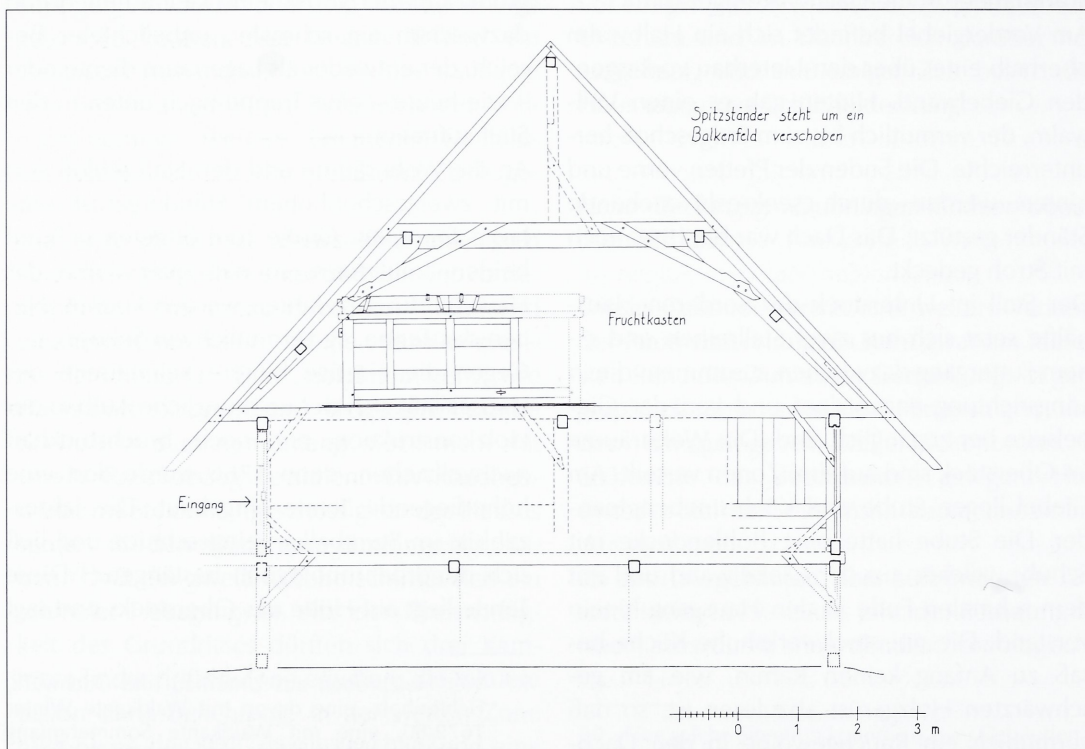 Spitzständer steht um ein
Balkenfeld verschoben
Fruchtkasten
Eingang
0 1 2 3 m